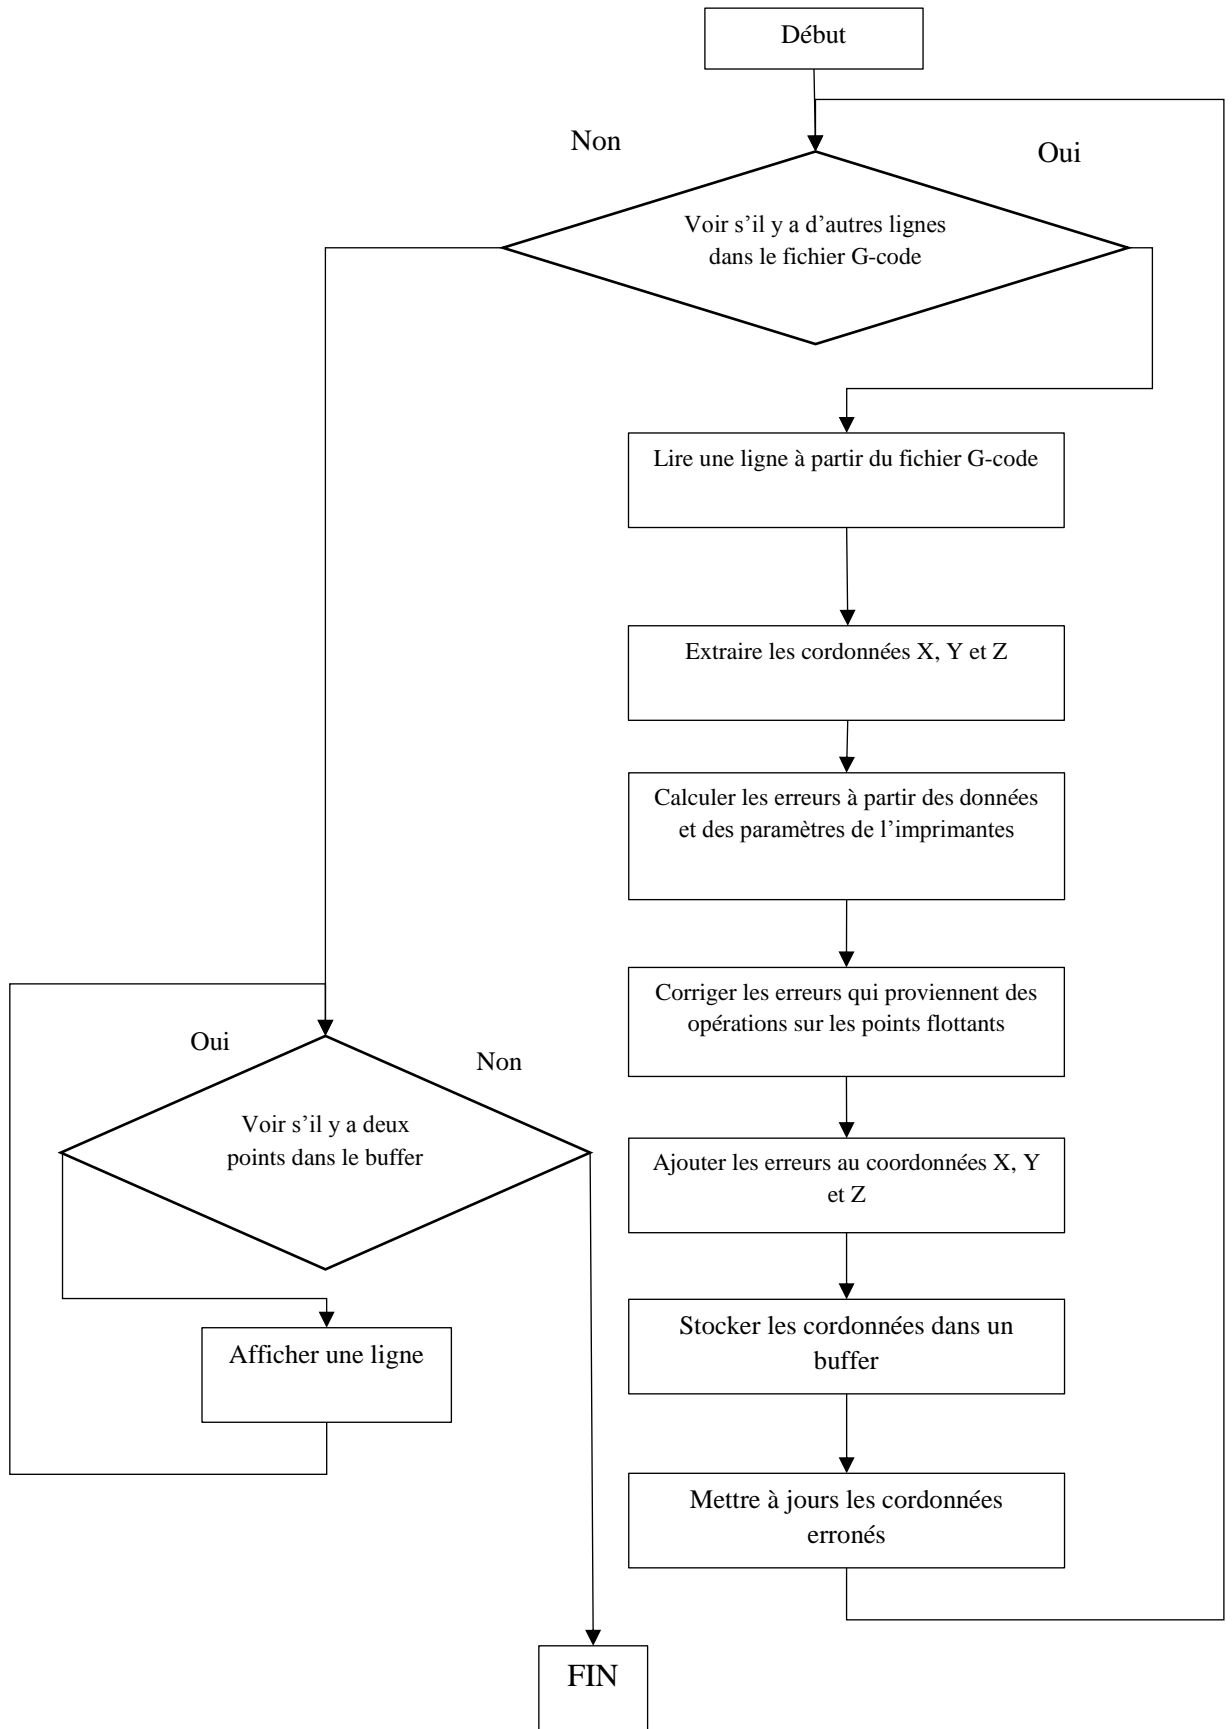 Début
Non
Oui
Voir s’il y a d’autres lignes
dans le fichier G-code
Lire une ligne à partir du fichier G-code
Extraire les cordonnées X, Y et Z
Calculer les erreurs à partir des données
et des paramètres de l’imprimantes
Corriger les erreurs qui proviennent des
opérations sur les points flottants
Ajouter les erreurs au coordonnées X, Y
et Z
Stocker les cordonnées dans un
buffer
Mettre à jours les cordonnées
erronés
Oui
Non
Voir s’il y a deux
points dans le buffer
Afficher une ligne
FIN